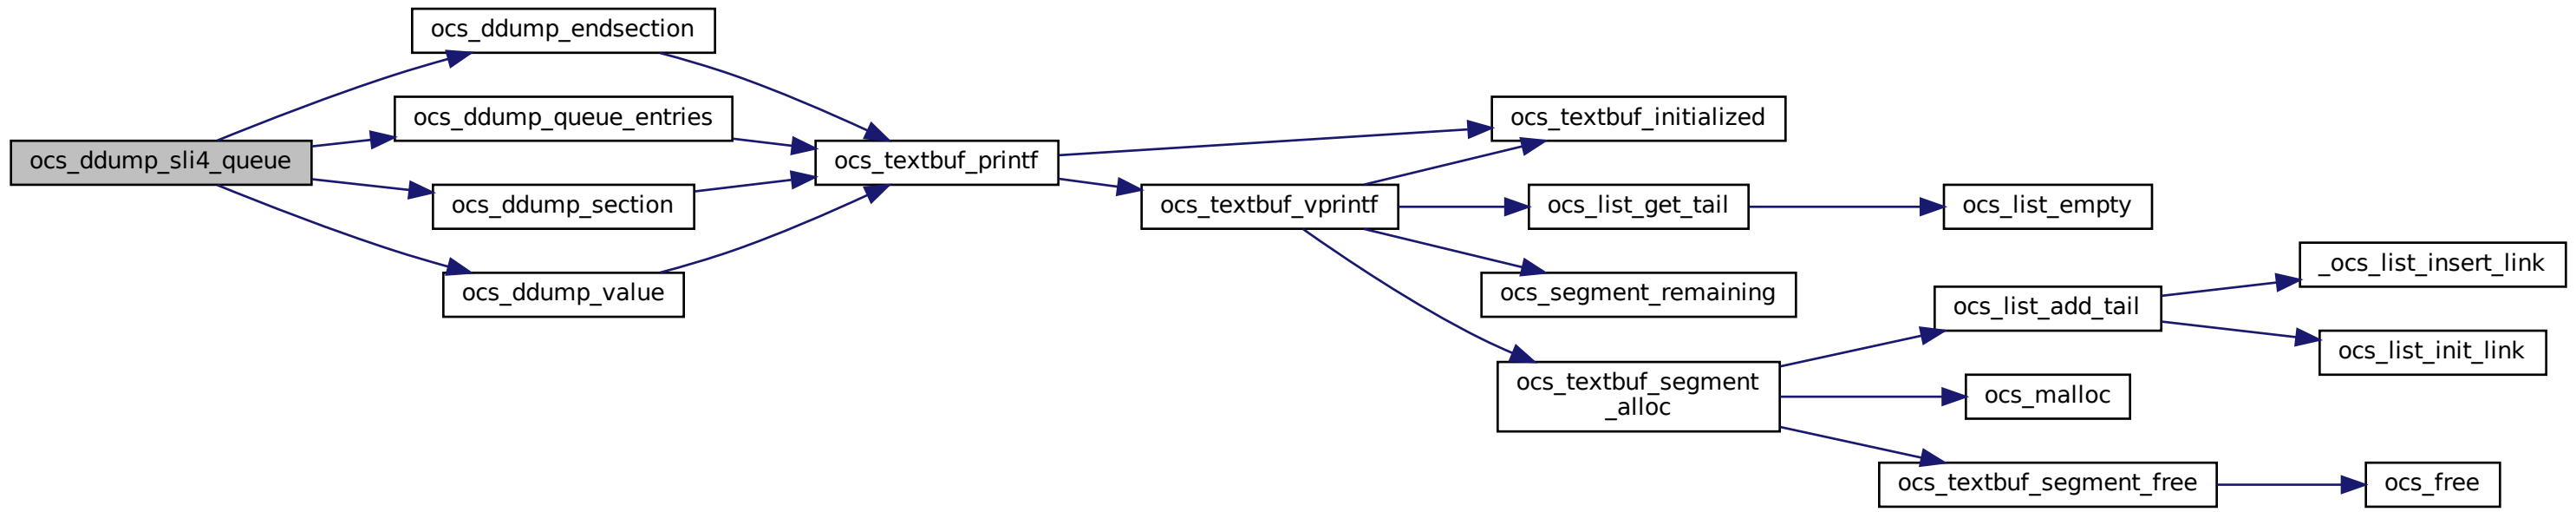 ocs_ddump_sli4_queue
ocs_ddump_endsection
ocs_ddump_queue_entries
ocs_ddump_section
ocs_ddump_value
ocs_textbuf_printf
ocs_textbuf_initialized
ocs_textbuf_vprintf
ocs_list_get_tail
ocs_list_empty
ocs_segment_remaining
ocs_textbuf_segment
_alloc
ocs_list_add_tail
_ocs_list_insert_link
ocs_list_init_link
ocs_malloc
ocs_textbuf_segment_free
ocs_free